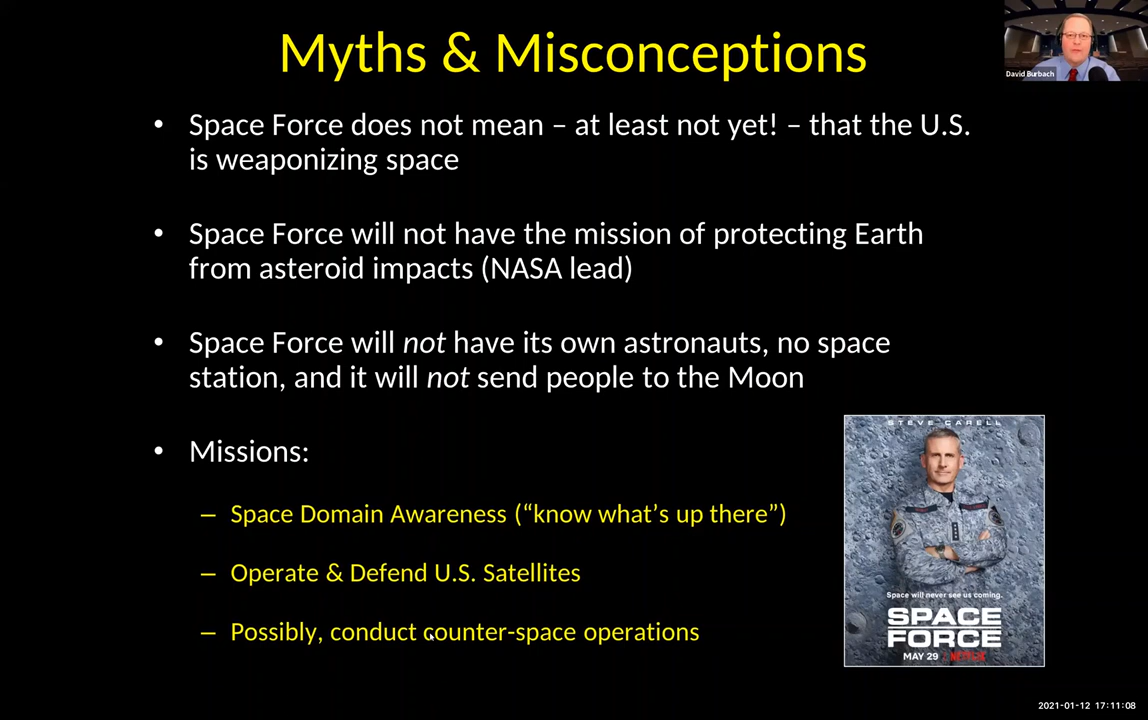 Myths & Misconceptions
David Burbach
• Space Force does not mean – at least not yet! – that the U.S.
is weaponizing space
• Space Force will not have the mission of protecting Earth
from asteroid impacts (NASA lead)
• Space Force will not have its own astronauts, no space
station, and it will not send people to the Moon
• Missions:
– Space Domain Awareness (“know what’s up there”)
– Operate & Defend U.S. Satellites
– Possibly, conduct counter-space operations
STEVE CARELL
Space will never see us coming.
SPACE
FORCE
MAY 29 NETFLIX
2021-01-12 17:11:08